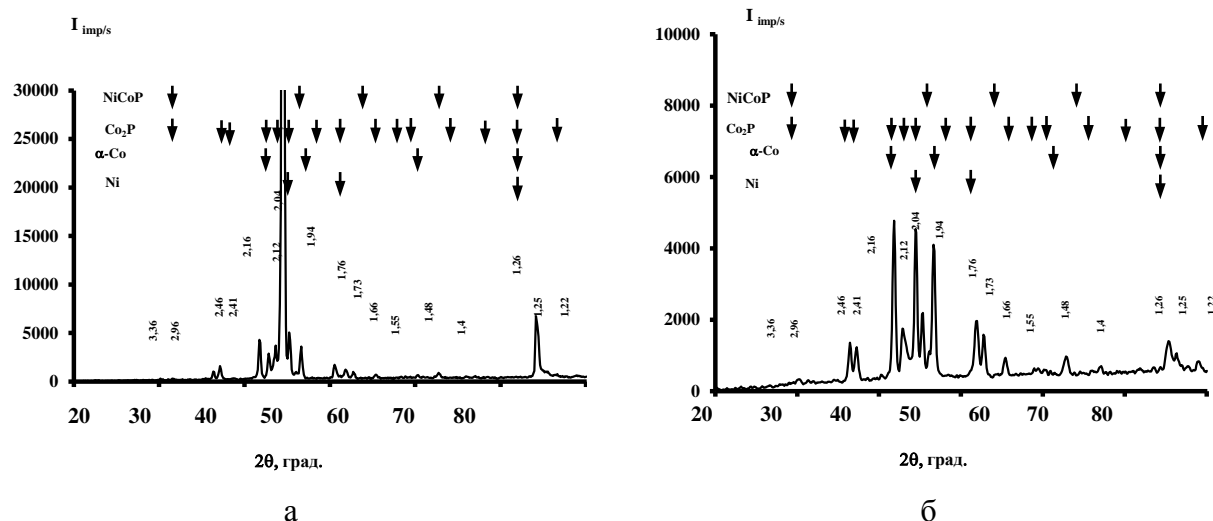 I imp/s
30000
25000
20000
15000
10000
5000
0
NiCoP
Co₂P
α-Co
Ni
3,36
2,96
2,46
2,41
2,16
2,12
2,04
1,94
1,76
1,73
1,66
1,55
1,48
1,4
1,26
1,25
1,22
20 30 40 50 60 70 80
2θ, град.
а
I imp/s
10000
8000
6000
4000
2000
0
NiCoP
Co₂P
α-Co
Ni
3,36
2,96
2,46
2,41
2,16
2,12
2,04
1,94
1,76
1,73
1,66
1,55
1,48
1,4
1,26
1,25
1,22
20 30 40 50 60 70 80
2θ, град.
б